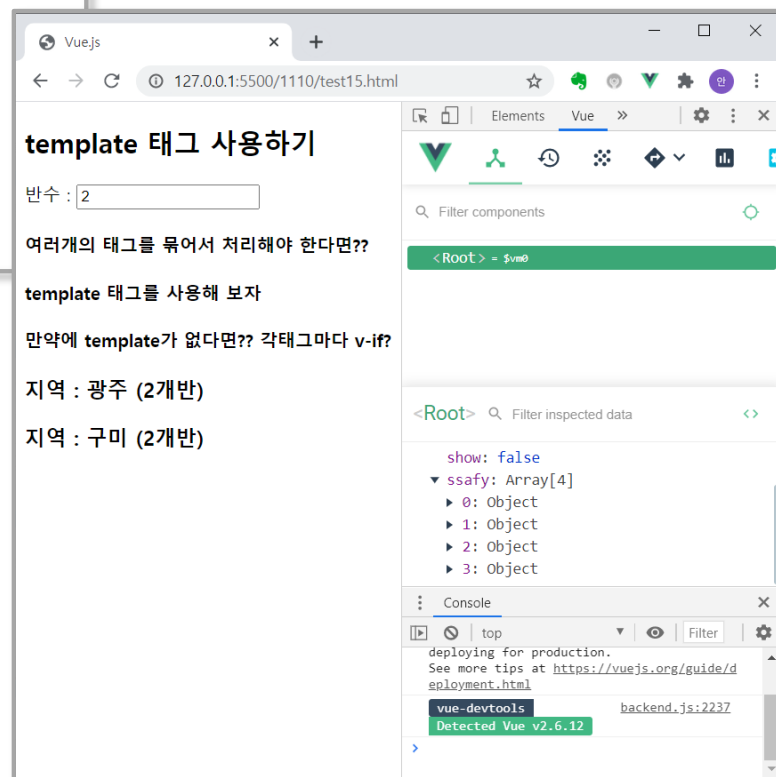 Vue.js
127.0.0.1:5500/1110/test15.html
안
template 태그 사용하기
반수 : 2
여러개의 태그를 묶어서 처리해야 한다면??
template 태그를 사용해 보자
만약에 template가 없다면?? 각태그마다 v-if?
지역 : 광주 (2개반)
지역 : 구미 (2개반)
Elements Vue »
Filter components
<Root> = $vm0
<Root> Filter inspected data
show: false
ssafy: Array[4]
0: Object
1: Object
2: Object
3: Object
Console
top Filter
deploying for production.
See more tips at https://vuejs.org/guide/d
eployment.html
vue-devtools backend.js:2237
Detected Vue v2.6.12